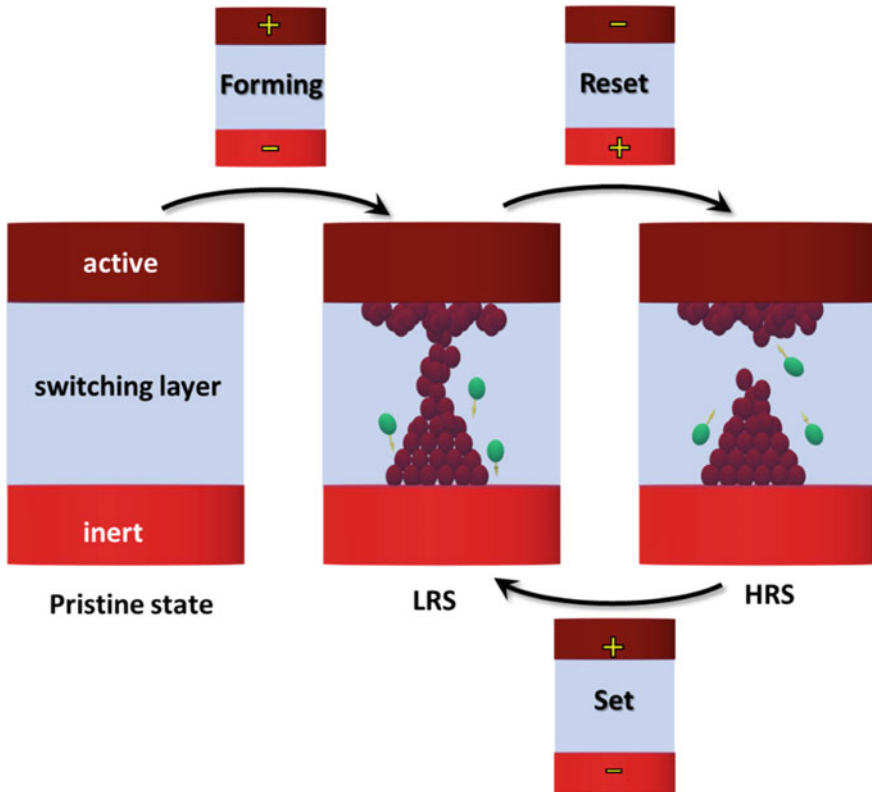 +
Forming
−
−
Reset
+
active
switching layer
inert
Pristine state
LRS
HRS
+
Set
−